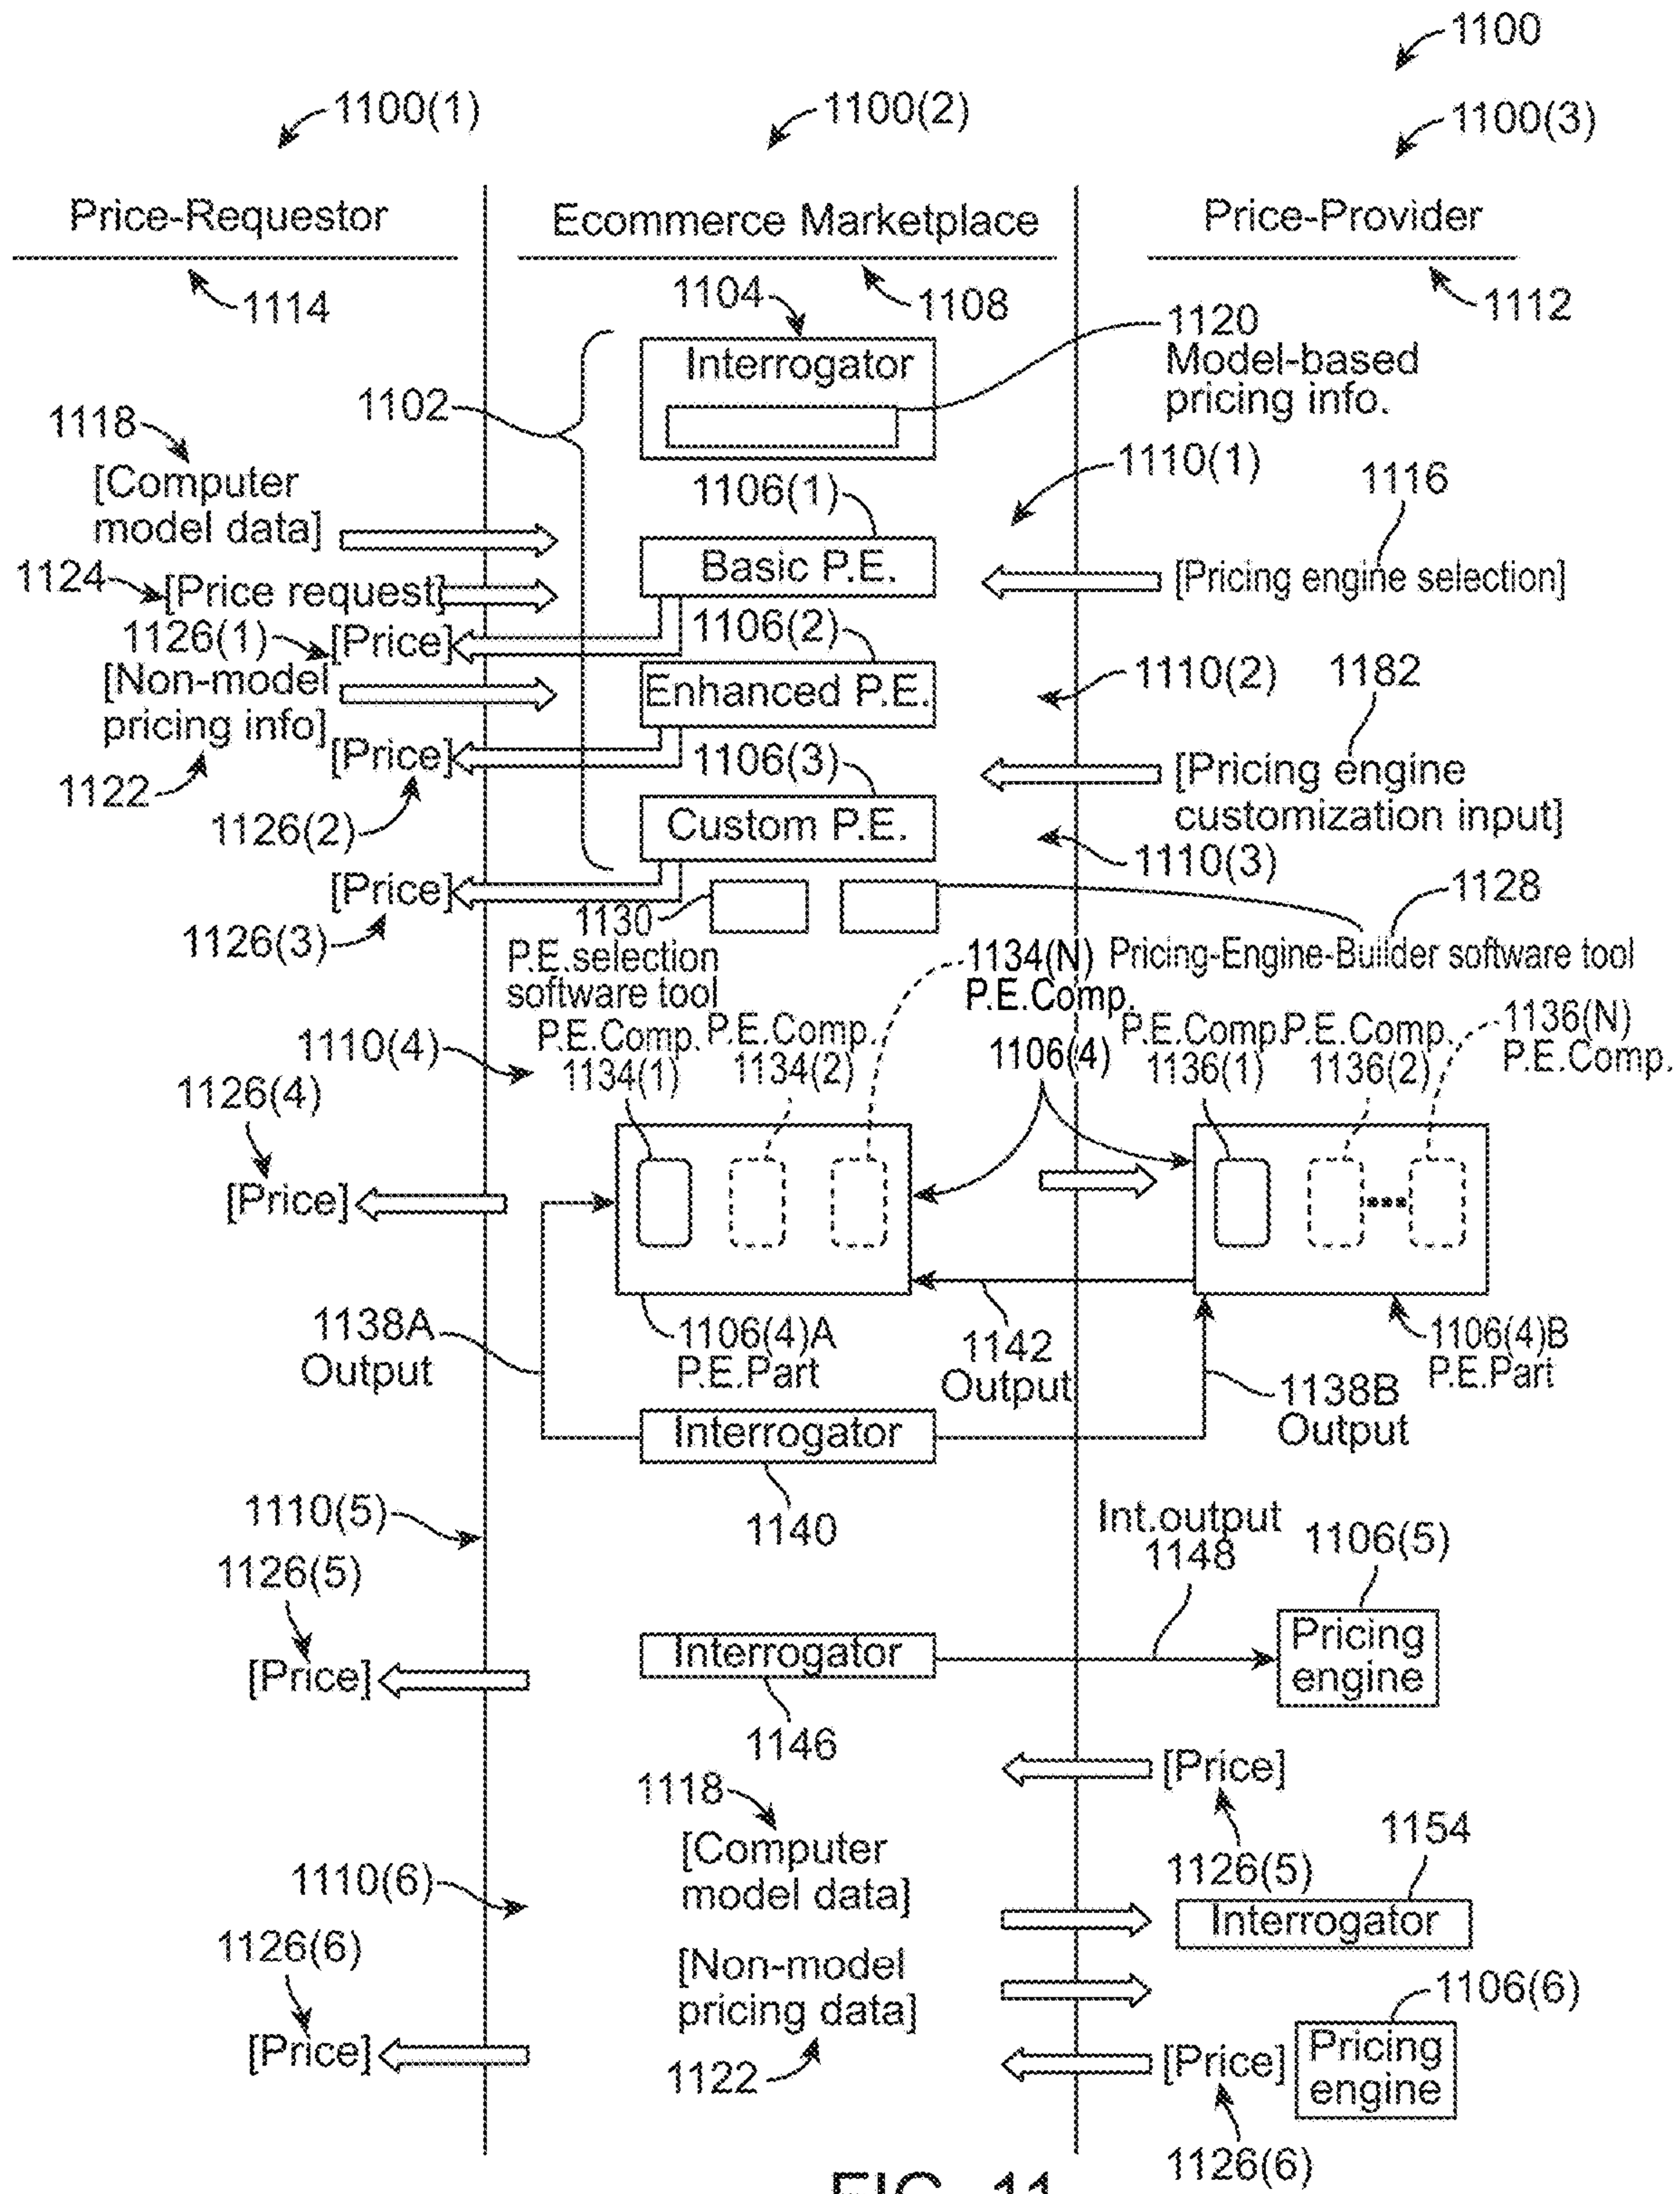 1100
1100(1)
1100(2)
1100(3)
Price-Requestor
Ecommerce Marketplace
Price-Provider
1114
1104
1108
1112
1120
Model-based
pricing info.
Interrogator
1102
1118
[Computer
model data]
1106(1)
1110(1)
1116
Basic P.E.
[Pricing engine selection]
1124
[Price request]
1126(1)
[Price]
1106(2)
[Non-model
pricing info]
1122
Enhanced P.E.
1110(2)
1182
[Price]
1126(2)
1106(3)
[Pricing engine
customization input]
Custom P.E.
1110(3)
[Price]
1126(3)
1130
P.E.selection
software tool
1128
Pricing-Engine-Builder software tool
1134(N)
P.E.Comp.
1110(4)
P.E.Comp.
1134(1)
P.E.Comp.
1134(2)
1106(4)
P.E.Comp.
1136(1)
P.E.Comp.
1136(2)
1136(N)
P.E.Comp.
1126(4)
[Price]
1138A
Output
1106(4)A
P.E.Part
1142
Output
1106(4)B
P.E.Part
1138B
Output
Interrogator
1140
1110(5)
1126(5)
[Price]
Int.output
1148
1106(5)
Interrogator
Pricing
engine
1146
[Price]
1126(5)
1118
[Computer
model data]
1154
Interrogator
1110(6)
1126(6)
[Price]
[Non-model
pricing data]
1122
1106(6)
[Price]
Pricing
engine
1126(6)
FIG. 11